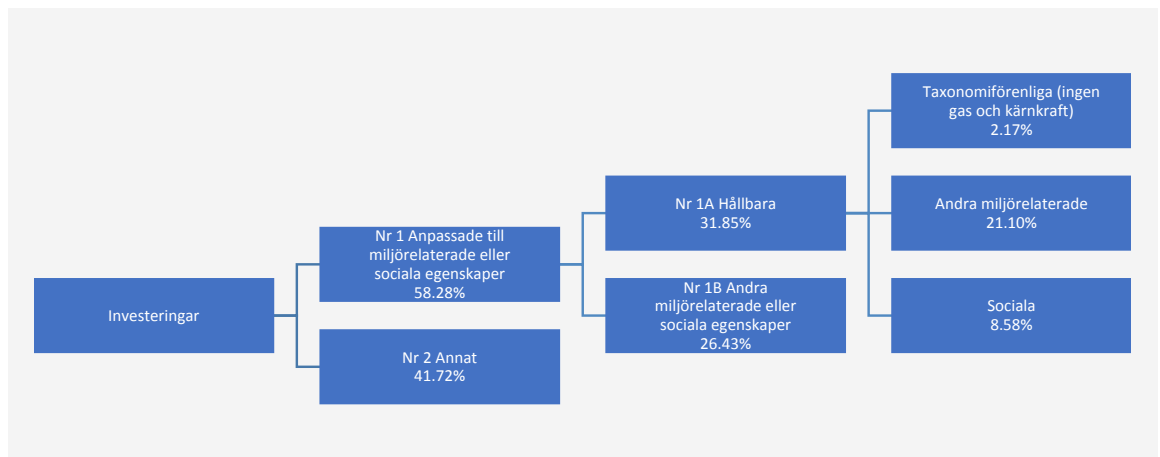 Investeringar
Nr 1 Anpassade till
miljörelaterade eller
sociala egenskaper
58.28%
Nr 2 Annat
41.72%
Nr 1A Hållbara
31.85%
Nr 1B Andra
miljörelaterade eller
sociala egenskaper
26.43%
Taxonomiförenliga (ingen
gas och kärnkraft)
2.17%
Andra miljörelaterade
21.10%
Sociala
8.58%